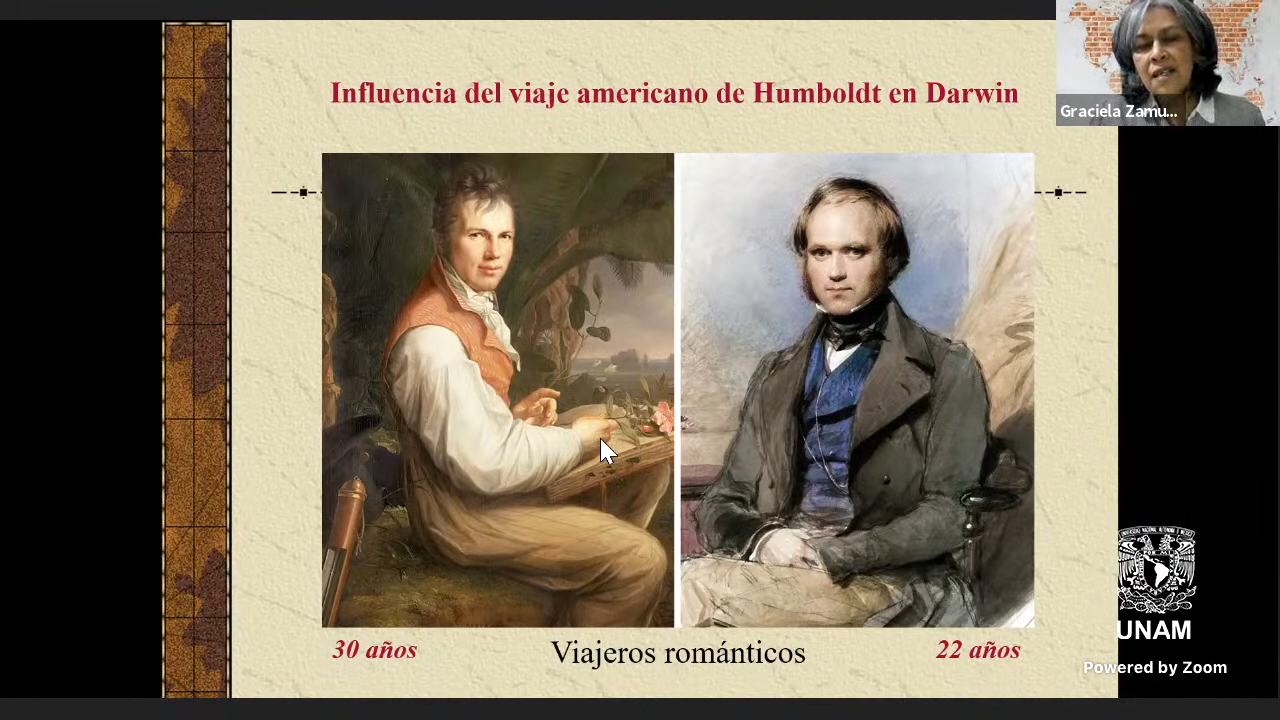 Influencia del viaje americano de Humboldt en Darwin
Graciela Zamu...
30 años
Viajeros románticos
22 años
UNAM
Powered by Zoom